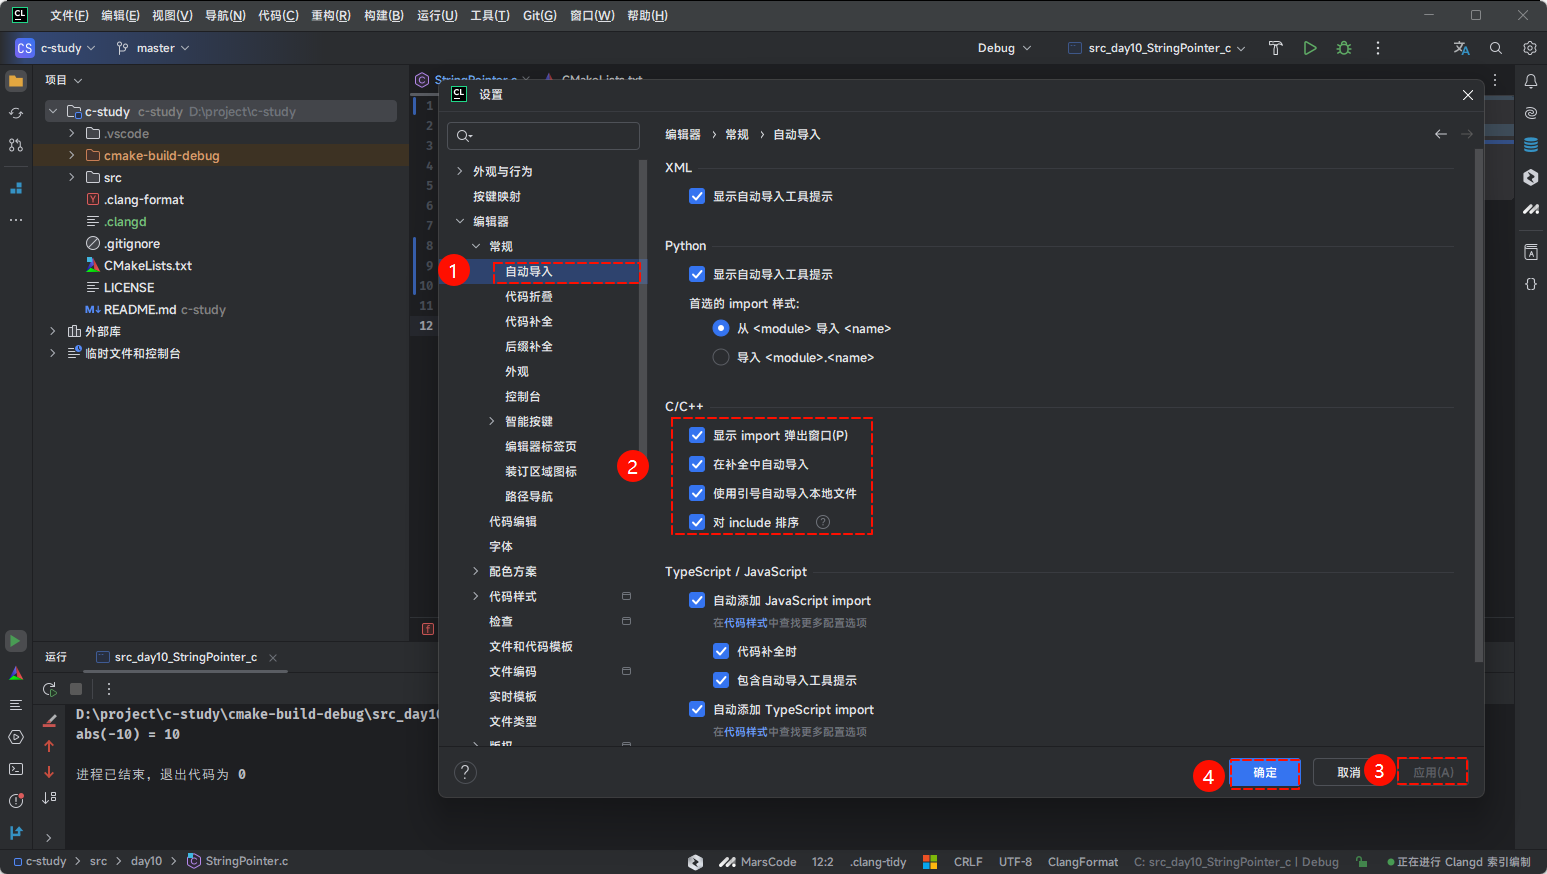 CL 文件(F) 编辑(E) 视图(V) 导航(N) 代码(C) 重构(R) 构建(B) 运行(U) 工具(T) Git(G) 窗口(W) 帮助(H)
CS c-study master Debug src_day10_StringPointer_c
项目
c-study c-study D:\project\c-study
.vscode
cmake-build-debug
src
.clang-format
.clangd
.gitignore
CMakeLists.txt
LICENSE
README.md c-study
外部库
临时文件和控制台
StringPointer.c CMakeLists.txt
1
2
3
4
5
6
7
8
9
10
11
12
CL 设置
外观与行为
按键映射
编辑器
常规
1 自动导入
代码折叠
代码补全
后缀补全
外观
控制台
智能按键
编辑器标签页
装订区域图标
路径导航
代码编辑
字体
配色方案
代码样式
检查
文件和代码模板
文件编码
实时模板
文件类型
版权
编辑器 › 常规 › 自动导入
XML
显示自动导入工具提示
Python
显示自动导入工具提示
首选的 import 样式:
从 <module> 导入 <name>
导入 <module>.<name>
C/C++
2
显示 import 弹出窗口(P)
在补全中自动导入
使用引号自动导入本地文件
对 include 排序 ?
TypeScript / JavaScript
自动添加 JavaScript import
在代码样式中查找更多配置选项
代码补全时
包含自动导入工具提示
自动添加 TypeScript import
在代码样式中查找更多配置选项
? 4 确定 取消 3 应用(A)
运行 src_day10_StringPointer_c
D:\project\c-study\cmake-build-debug\src_day10
abs(-10) = 10
进程已结束，退出代码为 0
c-study › src › day10 › StringPointer.c MarsCode 12:2 .clang-tidy CRLF UTF-8 ClangFormat C: src_day10_StringPointer_c | Debug 正在进行 Clangd 索引编制